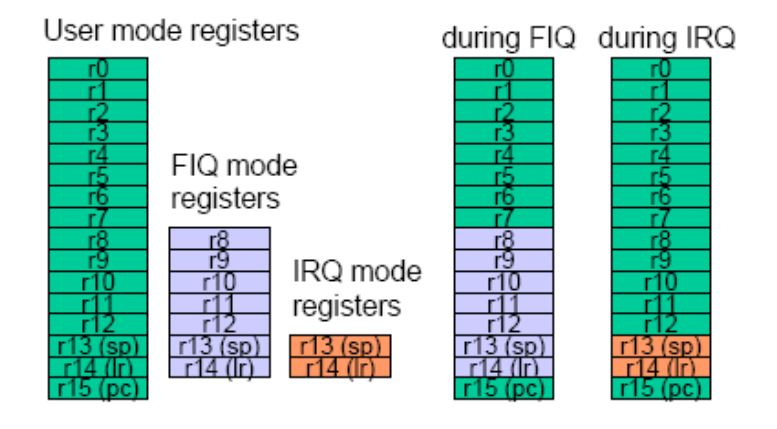 User mode registers
during FIQ
during IRQ
r0
r1
r2
r3
r4
r5
r6
r7
r8
r9
r10
r11
r12
r13 (sp)
r14 (lr)
r15 (pc)
FIQ mode
registers
r8
r9
r10
r11
r12
r13 (sp)
r14 (lr)
IRQ mode
registers
r13 (sp)
r14 (lr)
r0
r1
r2
r3
r4
r5
r6
r7
r8
r9
r10
r11
r12
r13 (sp)
r14 (lr)
r15 (pc)
r0
r1
r2
r3
r4
r5
r6
r7
r8
r9
r10
r11
r12
r13 (sp)
r14 (lr)
r15 (pc)